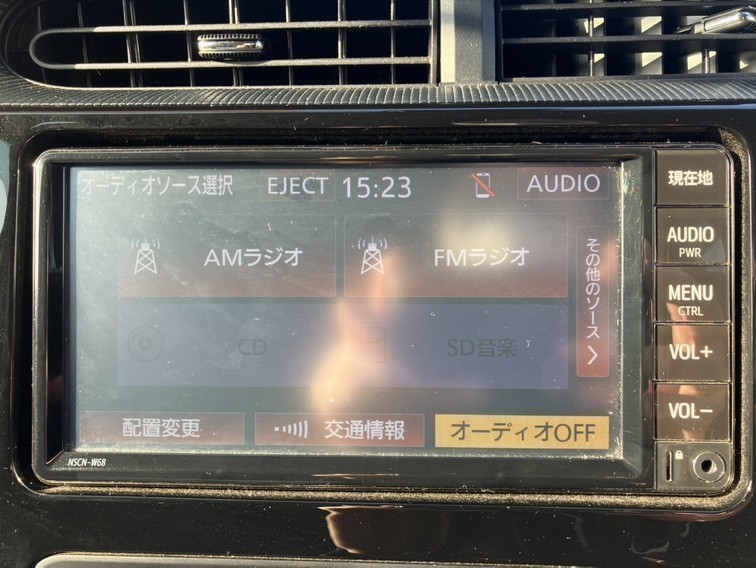 オーディオソース選択 EJECT 15:23 AUDIO
AMラジオ FMラジオ
その他のソース
CD SD音楽
配置変更 交通情報 オーディオOFF
現在地
AUDIO
PWR
MENU
CTRL
VOL+
VOL-
NSCN-W68